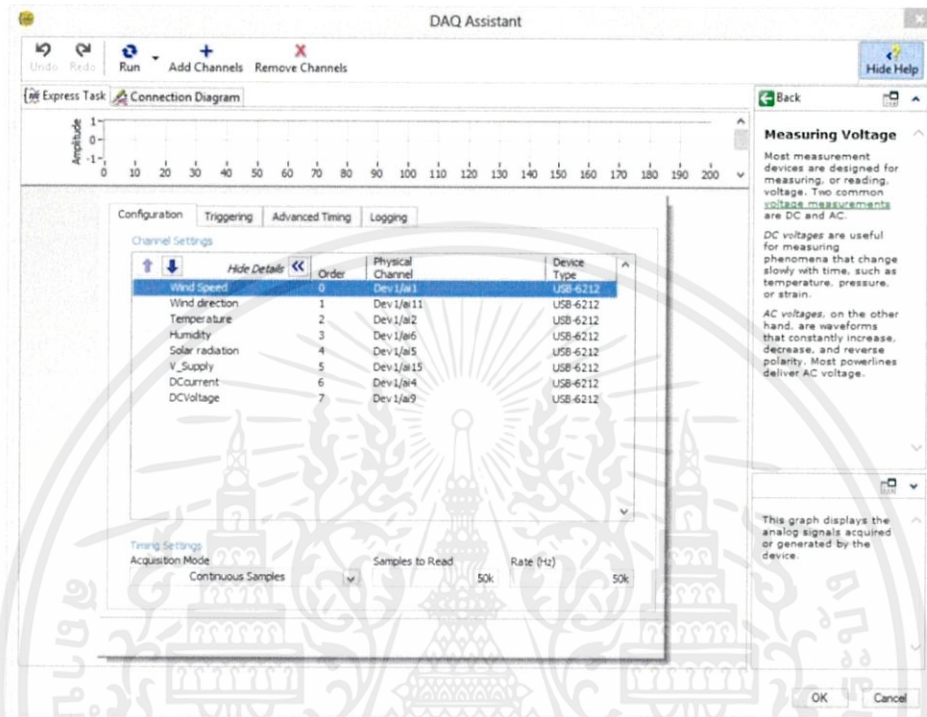 DAQ Assistant
Undo Redo Run Add Channels Remove Channels Hide Help
Express Task Connection Diagram
Back
Amplitude
1-
0-
-1-
0 10 20 30 40 50 60 70 80 90 100 110 120 130 140 150 160 170 180 190 200
Configuration Triggering Advanced Timing Logging
Channel Settings
Hide Details Order Physical Channel Device Type
Wind Speed 0 Dev1/ai1 USB-6212
Wind direction 1 Dev1/ai11 USB-6212
Temperature 2 Dev1/ai2 USB-6212
Humidity 3 Dev1/ai6 USB-6212
Solar radiation 4 Dev1/ai5 USB-6212
V_Supply 5 Dev1/ai15 USB-6212
DCcurrent 6 Dev1/ai4 USB-6212
DCVoltage 7 Dev1/ai9 USB-6212
Timing Settings
Acquisition Mode Samples to Read Rate (Hz)
Continuous Samples 50k 50k
Measuring Voltage
Most measurement
devices are designed for
measuring, or reading,
voltage. Two common
voltage measurements
are DC and AC.
DC voltages are useful
for measuring
phenomena that change
slowly with time, such as
temperature, pressure,
or strain.
AC voltages, on the other
hand, are waveforms
that constantly increase,
decrease, and reverse
polarity. Most powerlines
deliver AC voltage.
This graph displays the
analog signals acquired
or generated by the
device.
OK Cancel